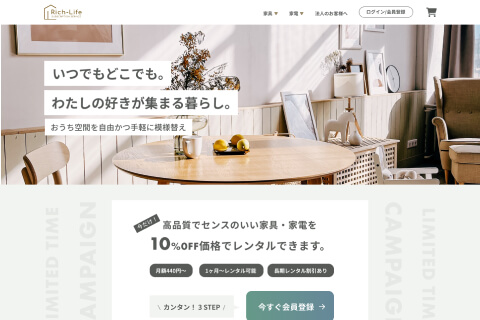 Rich-Life
家具 ▼
家電 ▼
法人のお客様へ
ログイン/会員登録
いつでもどこでも。
わたしの好きが集まる暮らし。
おうち空間を自由かつ手軽に模様替え
今だけ!
高品質でセンスのいい家具・家電を
10%OFF価格でレンタルできます。
月額440円〜
1ヶ月〜レンタル可能
長期レンタル割引あり
\ カンタン！3 STEP /
今すぐ会員登録 →
LIMITED TIME
CAMPAIGN
CAMPAIGN
LIMITED TIME